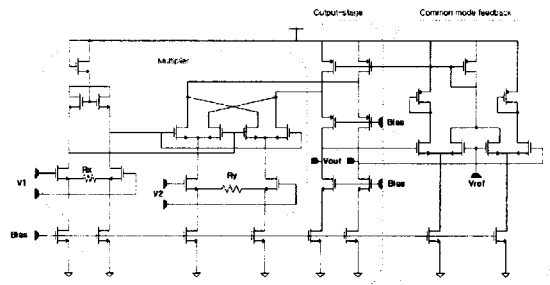 Output-stage
Common mode feedback
Multiplier
Bias
Rx
V1
Ry
V2
Vout
Bias
Vref
Bias